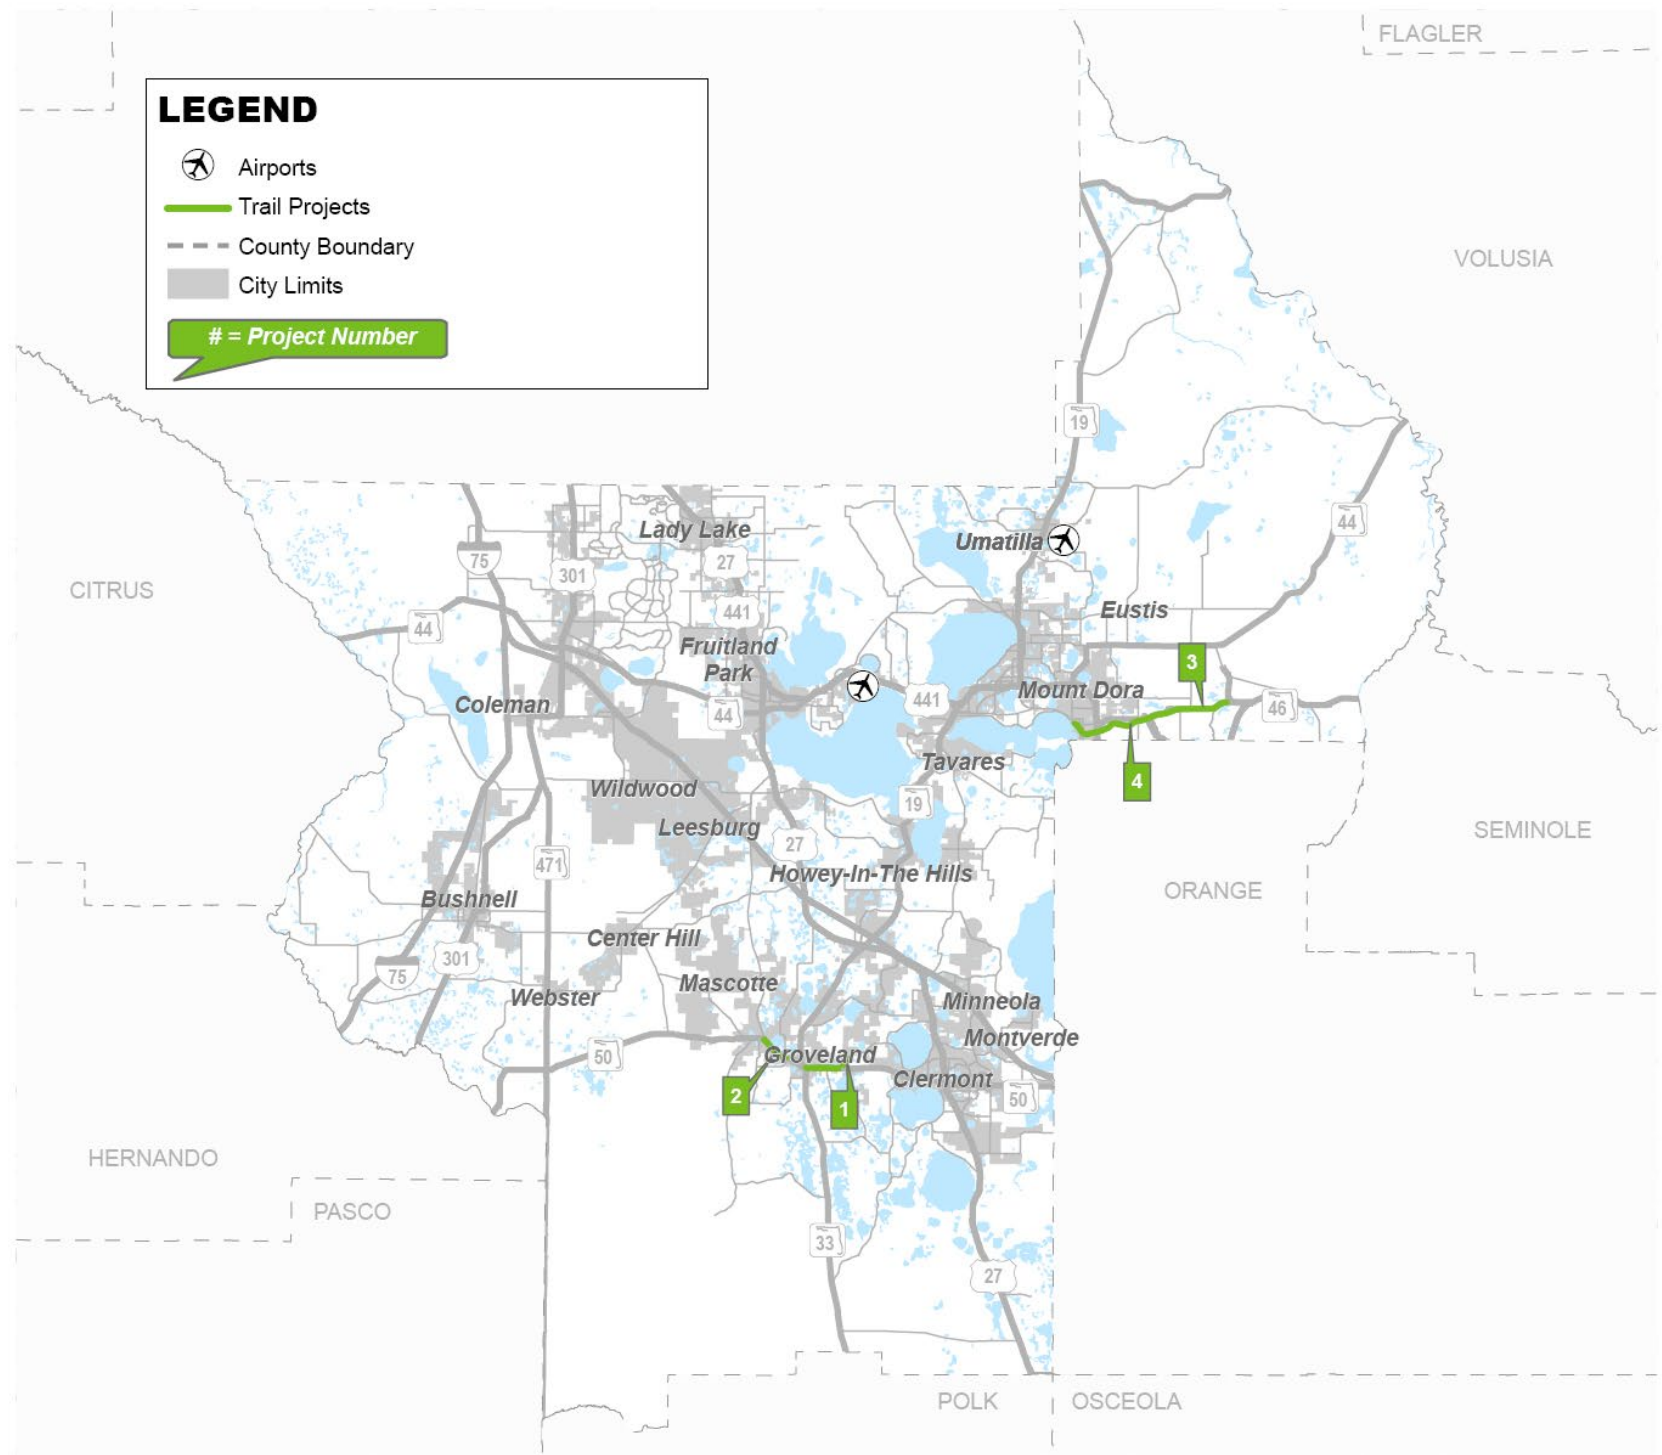 FLAGLER
LEGEND
Airports
Trail Projects
County Boundary
City Limits
# = Project Number
VOLUSIA
19
44
Lady Lake
Umatilla
75
27
301
CITRUS
441
Eustis
44
Fruitland
Park
3
Mount Dora
441
Coleman
44
46
Tavares
4
Wildwood
19
Leesburg
SEMINOLE
27
471
Howey-In-The Hills
ORANGE
Bushnell
Center Hill
301
75
Mascotte
Webster
Minneola
Montverde
50
Groveland
Clermont
2
1
50
HERNANDO
PASCO
33
27
POLK
OSCEOLA